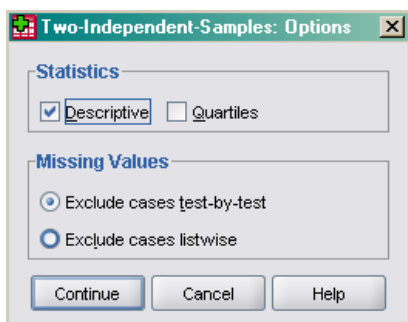 Two-Independent-Samples: Options
Statistics
Descriptive Quartiles
Missing Values
Exclude cases test-by-test
Exclude cases listwise
Continue Cancel Help